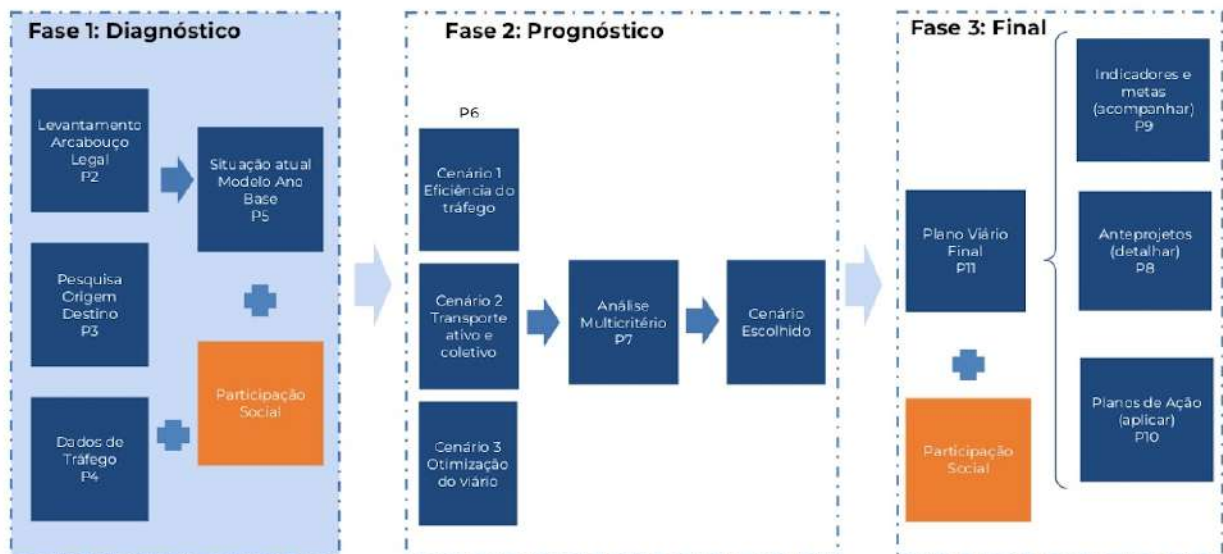 Fase 1: Diagnóstico
Levantamento
Arcabouço
Legal
P2
Situação atual
Modelo Ano
Base
P5
Pesquisa
Origem
Destino
P3
Dados de
Tráfego
P4
Participação
Social
Fase 2: Prognóstico
P6
Cenário 1
Eficiência do
tráfego
Cenário 2
Transporte
ativo e
coletivo
Cenário 3
Otimização
do viário
Análise
Multicritério
P7
Cenário
Escolhido
Fase 3: Final
Plano Viário
Final
P11
Participação
Social
Indicadores e
metas
(acompanhar)
P9
Anteprojetos
(detalhar)
P8
Planos de Ação
(aplicar)
P10